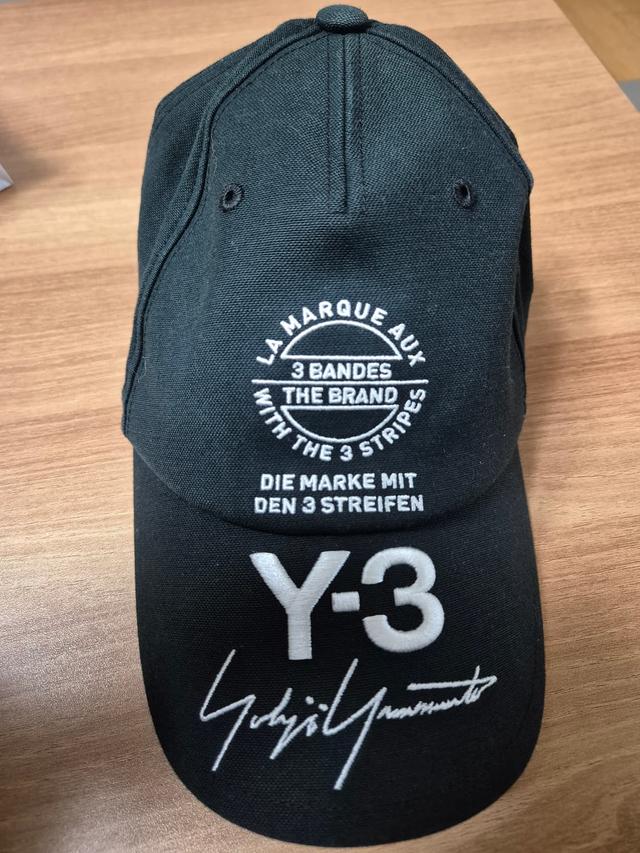 LA MARQUE AUX
3 BANDES
THE BRAND
WITH THE 3 STRIPES
DIE MARKE MIT
DEN 3 STREIFEN
Y-3
Yohji Yamamoto